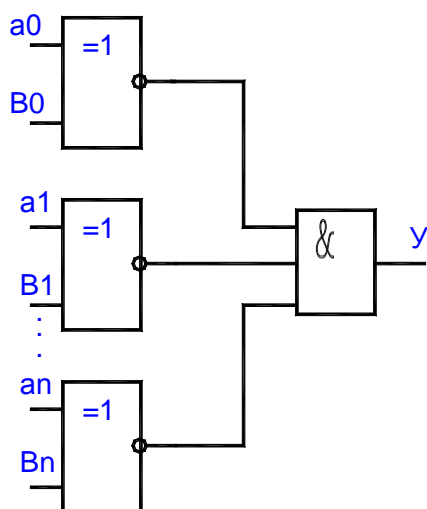 a0
=1
B0
a1
=1
&
У
B1
.
.
.
an
=1
Bn